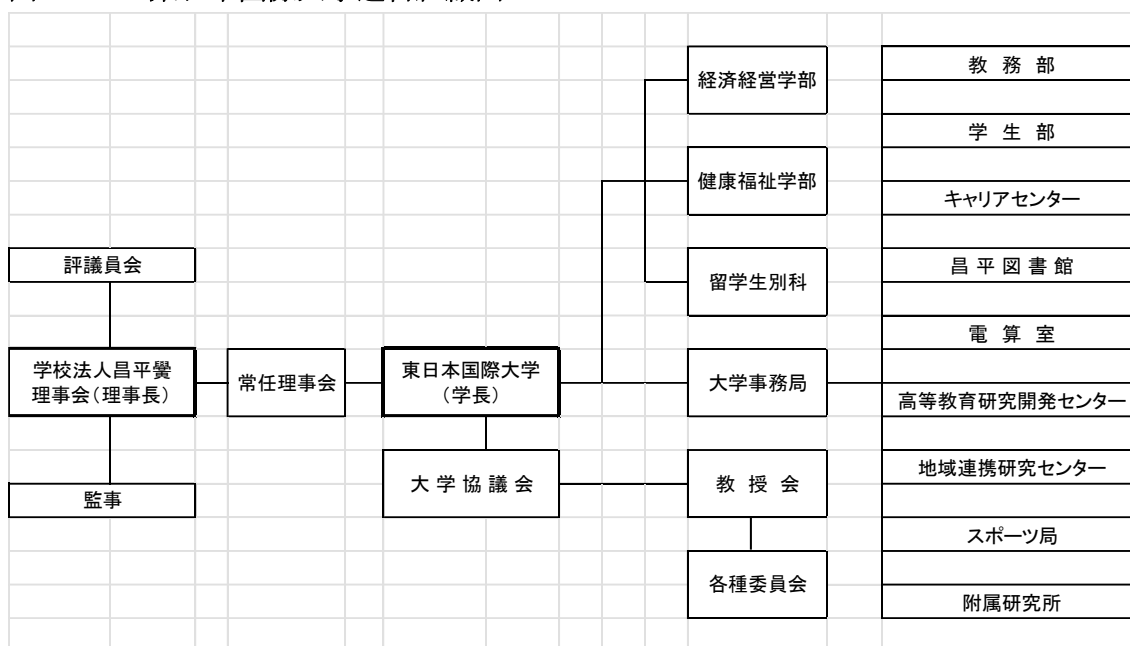 経済経営学部
健康福祉学部
留学生別科
評議員会
学校法人昌平黌
理事会(理事長)
常任理事会
東日本国際大学
(学長)
大学事務局
大 学 協 議 会
教 授 会
監事
各種委員会
教 務 部
学 生 部
キャリアセンター
昌 平 図 書 館
電 算 室
高等教育研究開発センター
地域連携研究センター
スポーツ局
附属研究所